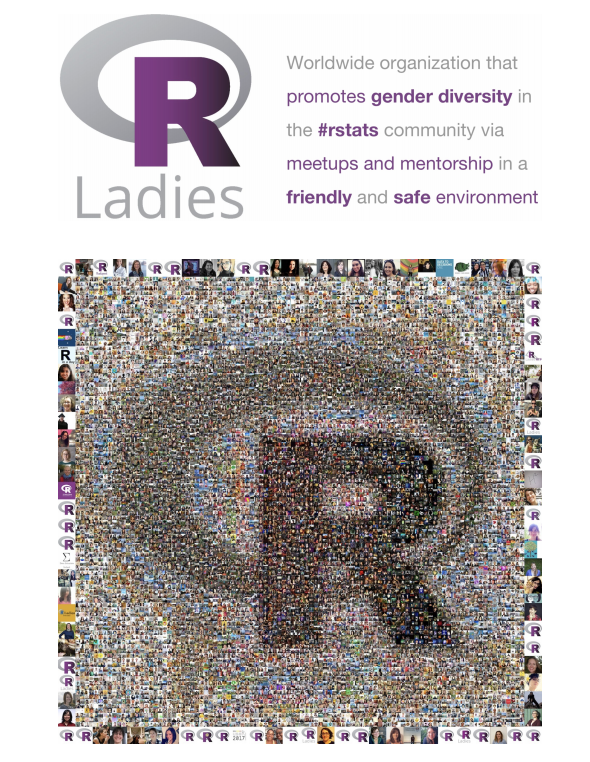 R
Ladies
Worldwide organization that
promotes gender diversity in
the #rstats community via
meetups and mentorship in a
friendly and safe environment
R
2017